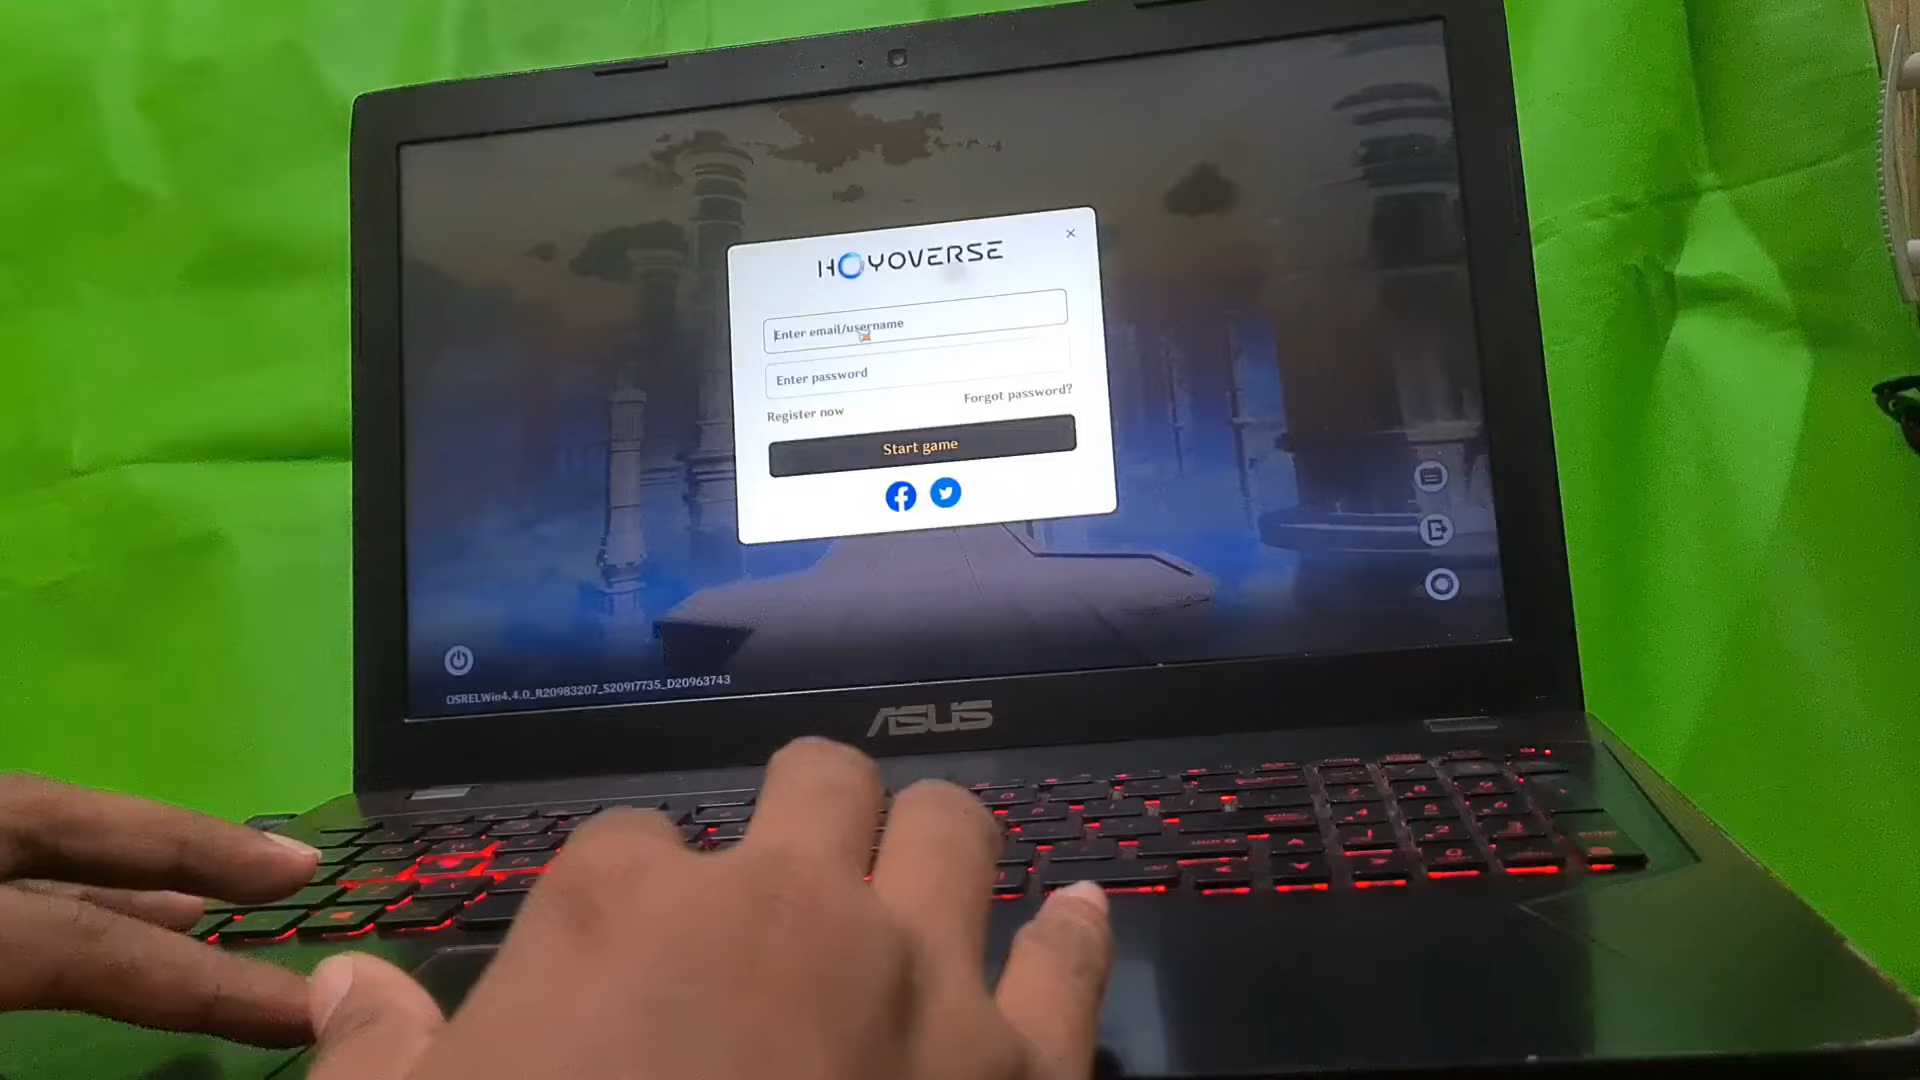 HOYOVERSE
Enter email/username
Enter password
Register now
Forgot password?
Start game
OSRELWin4.4.0_R20983207_S20917735_D20963743
ASUS